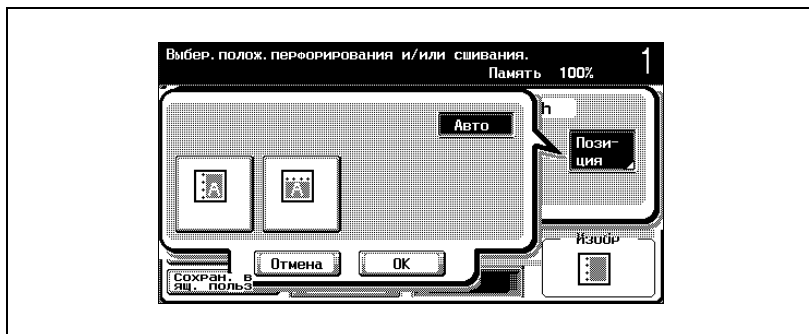 Выбер. полож. перфорирования и/или сшивания.
Память 100%
1
h
Авто
Пози-
ция
A
A
Изобр
Отмена
OK
Сохран. в
ящ. польз